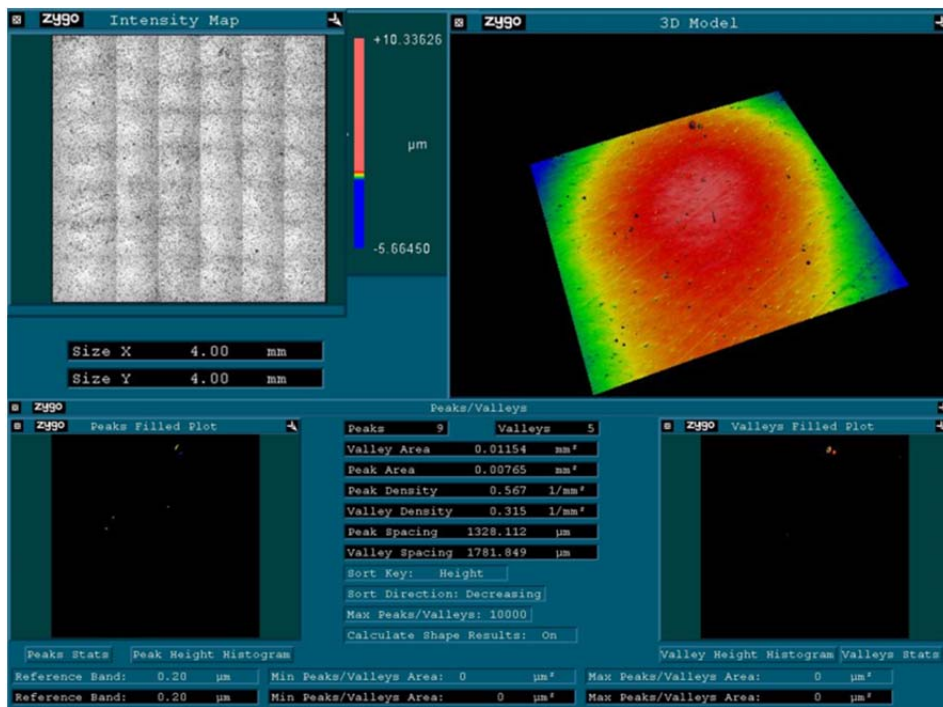 zygo Intensity Map
+10.33626
µm
-5.66450
Size X 4.00 mm
Size Y 4.00 mm
zygo 3D Model
zygo Peaks/Valleys
zygo Peaks Filled Plot
Peaks 9 Valleys 5
Valley Area 0.01154 mm²
Peak Area 0.00765 mm²
Peak Density 0.567 1/mm²
Valley Density 0.315 1/mm²
Peak Spacing 1328.112 µm
Valley Spacing 1781.849 µm
Sort Key: Height
Sort Direction: Decreasing
Max Peaks/Valleys: 10000
Calculate Shape Results: On
zygo Valleys Filled Plot
Peaks Stats Peak Height Histogram
Valley Height Histogram Valleys Stats
Reference Band: 0.20 µm Min Peaks/Valleys Area: 0 µm² Max Peaks/Valleys Area: 0 µm²
Reference Band: 0.20 µm Min Peaks/Valleys Area: 0 µm² Max Peaks/Valleys Area: 0 µm²